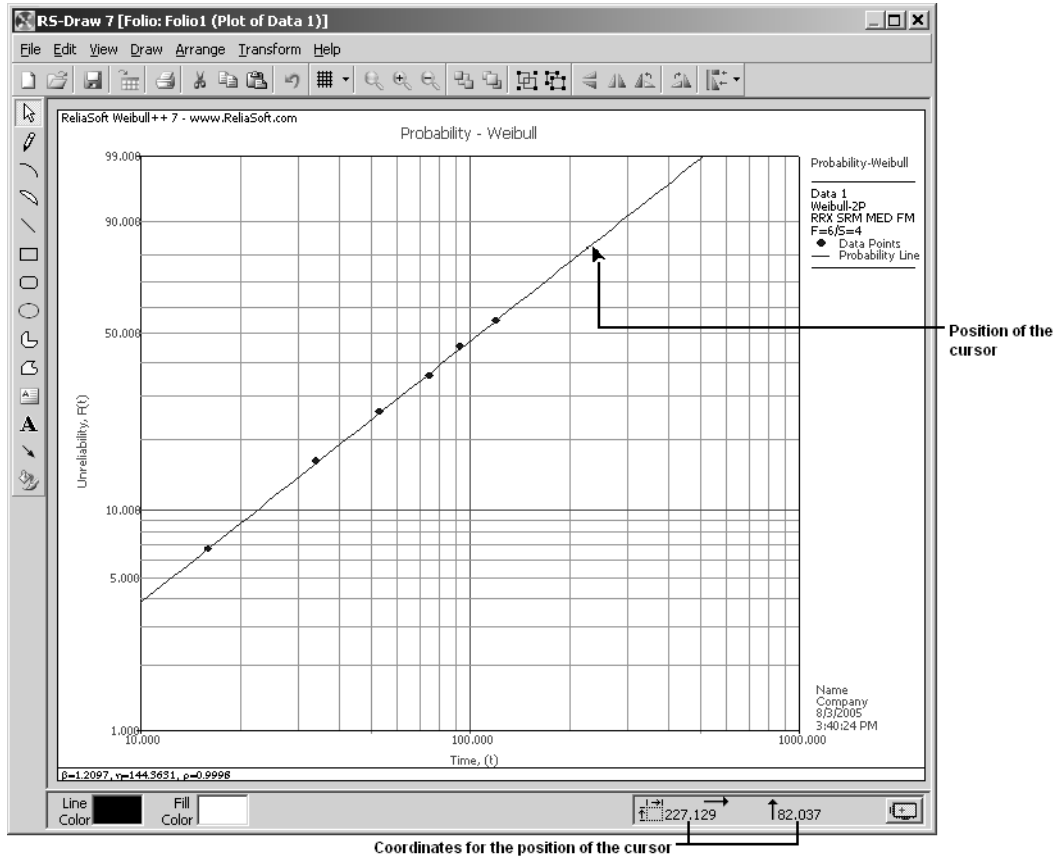 RS-Draw 7 [Folio: Folio1 (Plot of Data 1)]
File Edit View Draw Arrange Transform Help
ReliaSoft Weibull++ 7 - www.ReliaSoft.com
Probability - Weibull
99.000
90.000
50.000
10.000
5.000
1.000
Unreliability, F(t)
10.000
100.000
1000.000
Time, (t)
Probability-Weibull
Data 1
Weibull-2P
RRX SRM MED FM
F=6/S=4
Data Points
Probability Line
Position of the
cursor
Name
Company
8/3/2005
3:40:24 PM
β=1.2097, η=144.3631, ρ=0.9998
Line
Color
Fill
Color
227.129
82.037
Coordinates for the position of the cursor